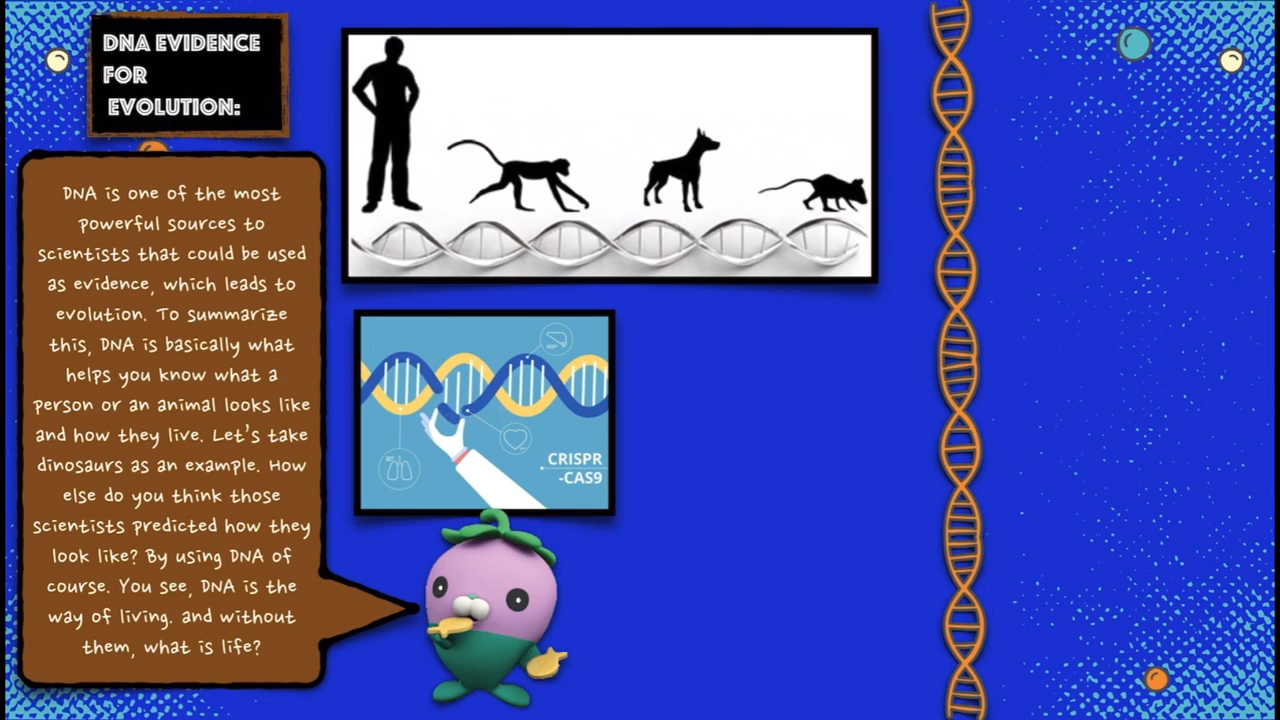 DNA EVIDENCE
FOR
EVOLUTION:
DNA is one of the most
powerful sources to
scientists that could be used
as evidence, which leads to
evolution. To summarize
this, DNA is basically what
helps you know what a
person or an animal looks like
and how they live. Let's take
dinosaurs as an example. How
else do you think those
scientists predicted how they
look like? By using DNA of
course. You see, DNA is the
way of living. and without
them, what is life?
CRISPR
-CAS9